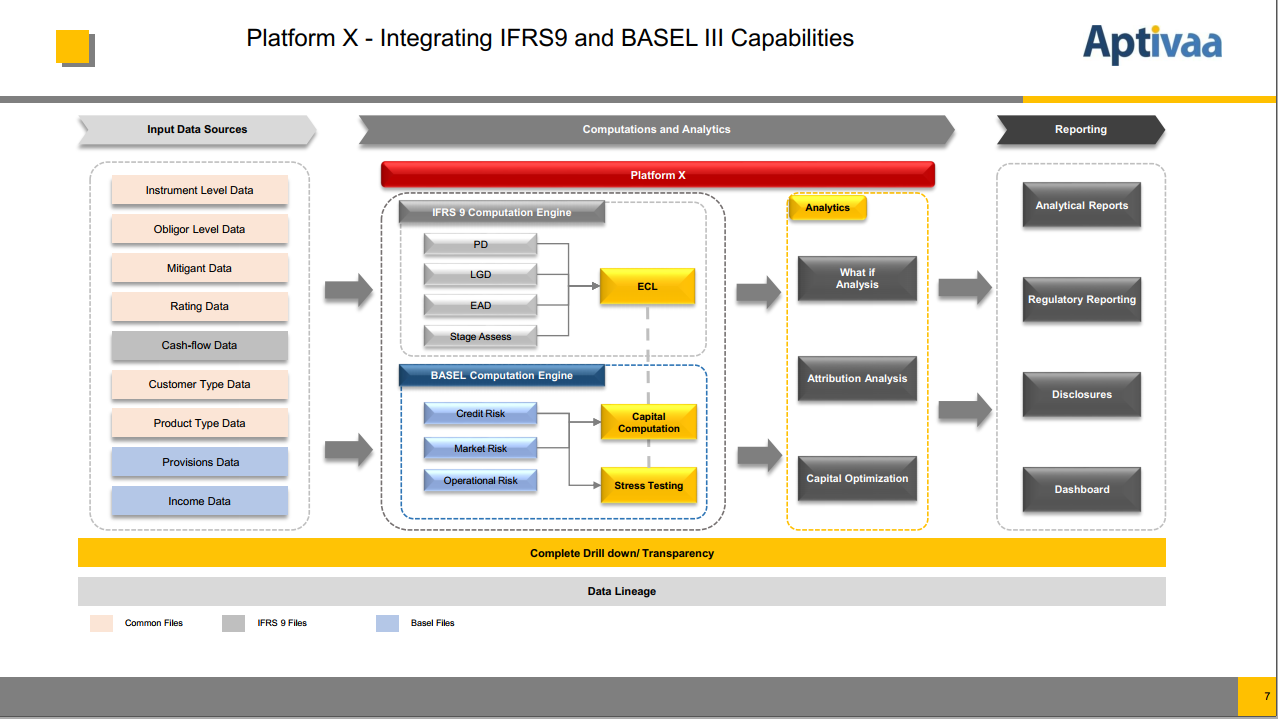 Platform X - Integrating IFRS9 and BASEL III Capabilities
Aptivaa
Input Data Sources
Computations and Analytics
Reporting
Instrument Level Data
Obligor Level Data
Mitigant Data
Rating Data
Cash-flow Data
Customer Type Data
Product Type Data
Provisions Data
Income Data
Platform X
IFRS 9 Computation Engine
PD
LGD
EAD
Stage Assess
ECL
BASEL Computation Engine
Credit Risk
Market Risk
Operational Risk
Capital
Computation
Stress Testing
Analytics
What if
Analysis
Attribution Analysis
Capital Optimization
Analytical Reports
Regulatory Reporting
Disclosures
Dashboard
Complete Drill down/ Transparency
Data Lineage
Common Files
IFRS 9 Files
Basel Files
7